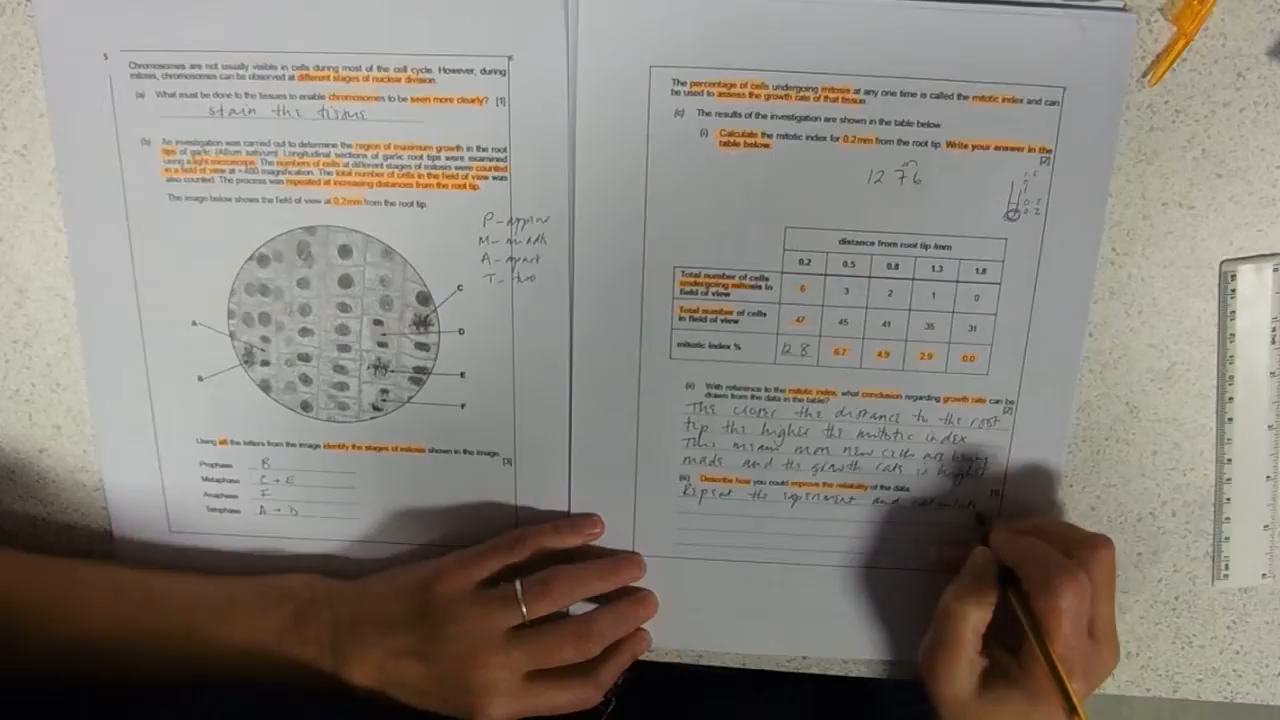 5
Chromosomes are not usually visible in cells during most of the cell cycle. However, during
mitosis, chromosomes can be observed at different stages of nuclear division.
(a) What must be done to the tissues to enable chromosomes to be seen more clearly? [1]
stain the tissue
(b) An investigation was carried out to determine the region of maximum growth in the root
tips of garlic (Allium sativum). Longitudinal sections of garlic root tips were examined
using a light microscope. The numbers of cells at different stages of mitosis were counted
in a field of view at ×400 magnification. The total number of cells in the field of view was
also counted. The process was repeated at increasing distances from the root tip.
The image below shows the field of view at 0.2mm from the root tip.
P - appear
M - middle
A - apart
T - two
A
B
C
D
E
F
Using all the letters from the image identify the stages of mitosis shown in the image.
[3]
Prophase B
Metaphase C + E
Anaphase F
Telophase A + D
The percentage of cells undergoing mitosis at any one time is called the mitotic index and can
be used to assess the growth rate of that tissue.
(c) The results of the investigation are shown in the table below.
(i) Calculate the mitotic index for 0.2mm from the root tip. Write your answer in the
table below. [2]
12 76
0.5
0.2
distance from root tip /mm
0.2 0.5 0.8 1.3 1.8
Total number of cells undergoing mitosis in field of view 6 3 2 1 0
Total number of cells in field of view 47 45 41 35 31
mitotic index % 12.8 6.7 4.9 2.9 0.0
(ii) With reference to the mitotic index, what conclusion regarding growth rate can be
drawn from the data in the table? [2]
The closer the distance to the root
tip the higher the mitotic index
This means more new cells are being
made and the growth rate is higher
(iii) Describe how you could improve the reliability of the data. [1]
Repeat the experiment and calculate